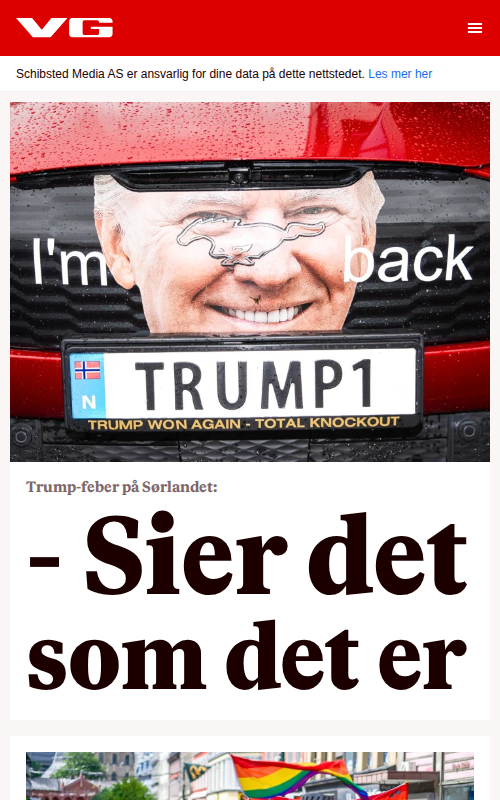 VG
Schibsted Media AS er ansvarlig for dine data på dette nettstedet. Les mer her
I'm back
N TRUMP1
TRUMP WON AGAIN - TOTAL KNOCKOUT
Trump-feber på Sørlandet:
- Sier det
som det er